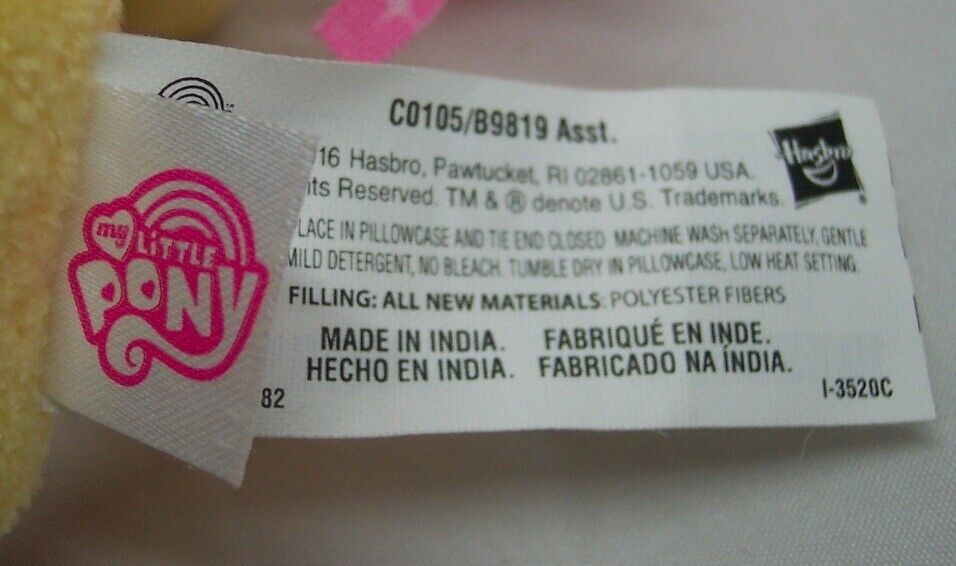 C0105/B9819 Asst.
Hasbro
®
16 Hasbro, Pawtucket, RI 02861-1059 USA.
Reserved. TM & ® denote U.S. Trademarks.
IN PILLOWCASE AND TIE END CLOSED MACHINE WASH SEPARATELY, GENTLE
MILD DETERGENT, NO BLEACH. TUMBLE DRY IN PILLOWCASE, LOW HEAT SETTING.
FILLING: ALL NEW MATERIALS: POLYESTER FIBERS
MADE IN INDIA. FABRIQUÉ EN INDE.
HECHO EN INDIA. FABRICADO NA ÍNDIA.
82
I-3520C
my
LiTTLE
PONY